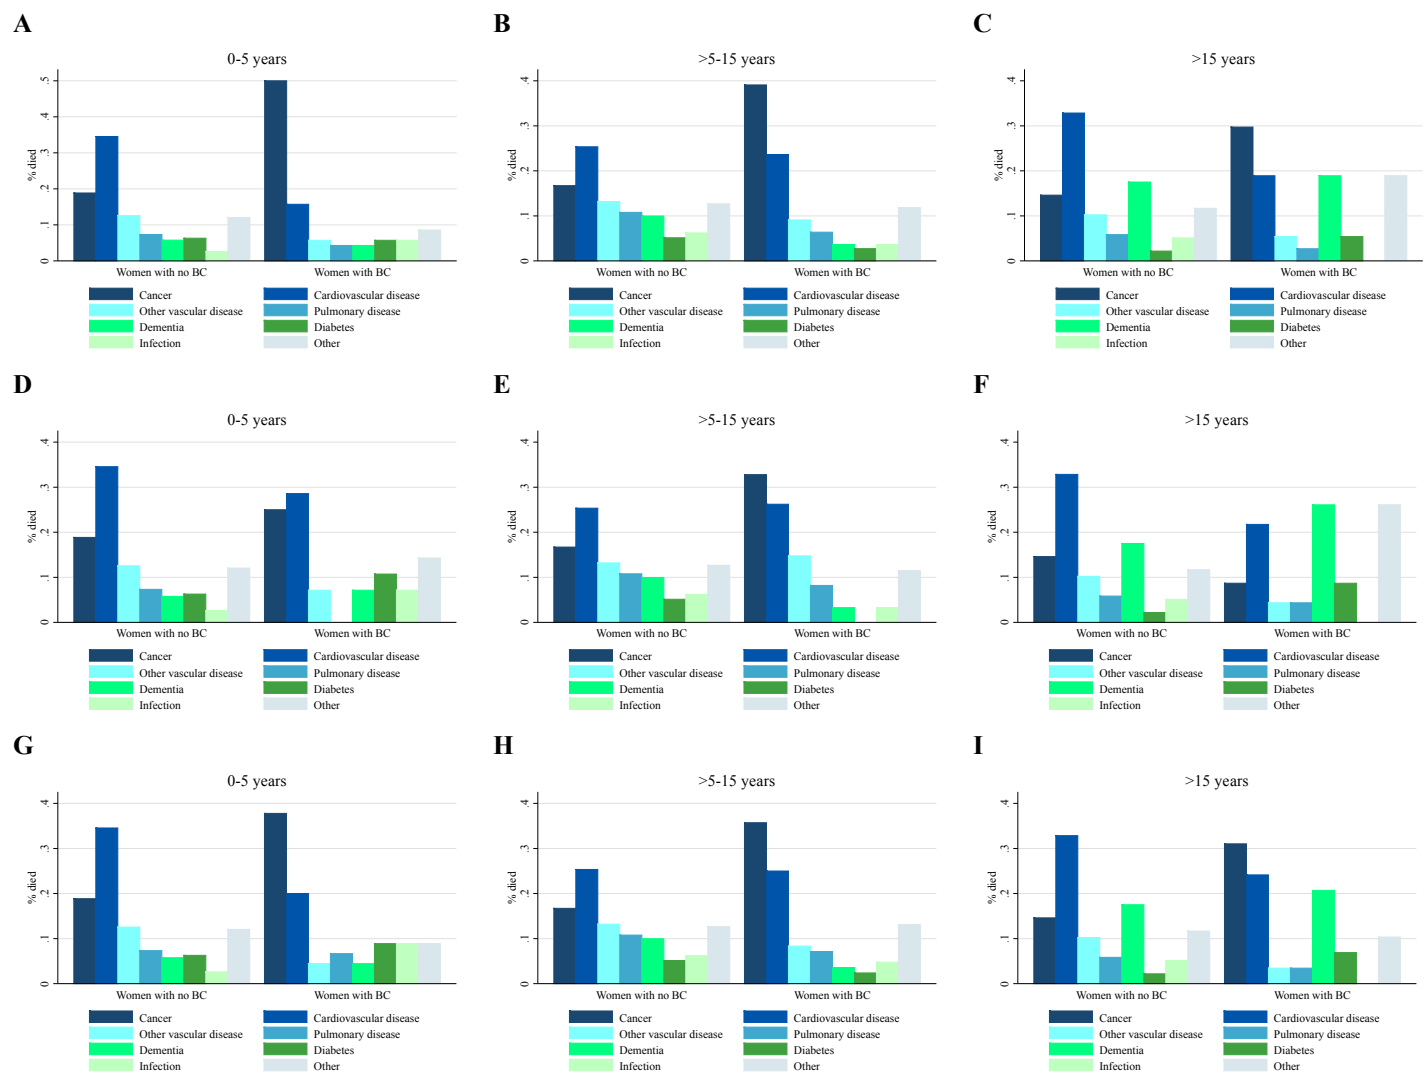 A
0-5 years
% died
.5
.4
.3
.2
.1
0
Women with no BC
Women with BC
Cancer
Cardiovascular disease
Other vascular disease
Pulmonary disease
Dementia
Diabetes
Infection
Other
B
>5-15 years
% died
.4
.3
.2
.1
0
Women with no BC
Women with BC
Cancer
Cardiovascular disease
Other vascular disease
Pulmonary disease
Dementia
Diabetes
Infection
Other
C
>15 years
% died
.4
.3
.2
.1
0
Women with no BC
Women with BC
Cancer
Cardiovascular disease
Other vascular disease
Pulmonary disease
Dementia
Diabetes
Infection
Other
D
0-5 years
% died
.4
.3
.2
.1
0
Women with no BC
Women with BC
Cancer
Cardiovascular disease
Other vascular disease
Pulmonary disease
Dementia
Diabetes
Infection
Other
E
>5-15 years
% died
.4
.3
.2
.1
0
Women with no BC
Women with BC
Cancer
Cardiovascular disease
Other vascular disease
Pulmonary disease
Dementia
Diabetes
Infection
Other
F
>15 years
% died
.4
.3
.2
.1
0
Women with no BC
Women with BC
Cancer
Cardiovascular disease
Other vascular disease
Pulmonary disease
Dementia
Diabetes
Infection
Other
G
0-5 years
% died
.4
.3
.2
.1
0
Women with no BC
Women with BC
Cancer
Cardiovascular disease
Other vascular disease
Pulmonary disease
Dementia
Diabetes
Infection
Other
H
>5-15 years
% died
.4
.3
.2
.1
0
Women with no BC
Women with BC
Cancer
Cardiovascular disease
Other vascular disease
Pulmonary disease
Dementia
Diabetes
Infection
Other
I
>15 years
% died
.4
.3
.2
.1
0
Women with no BC
Women with BC
Cancer
Cardiovascular disease
Other vascular disease
Pulmonary disease
Dementia
Diabetes
Infection
Other